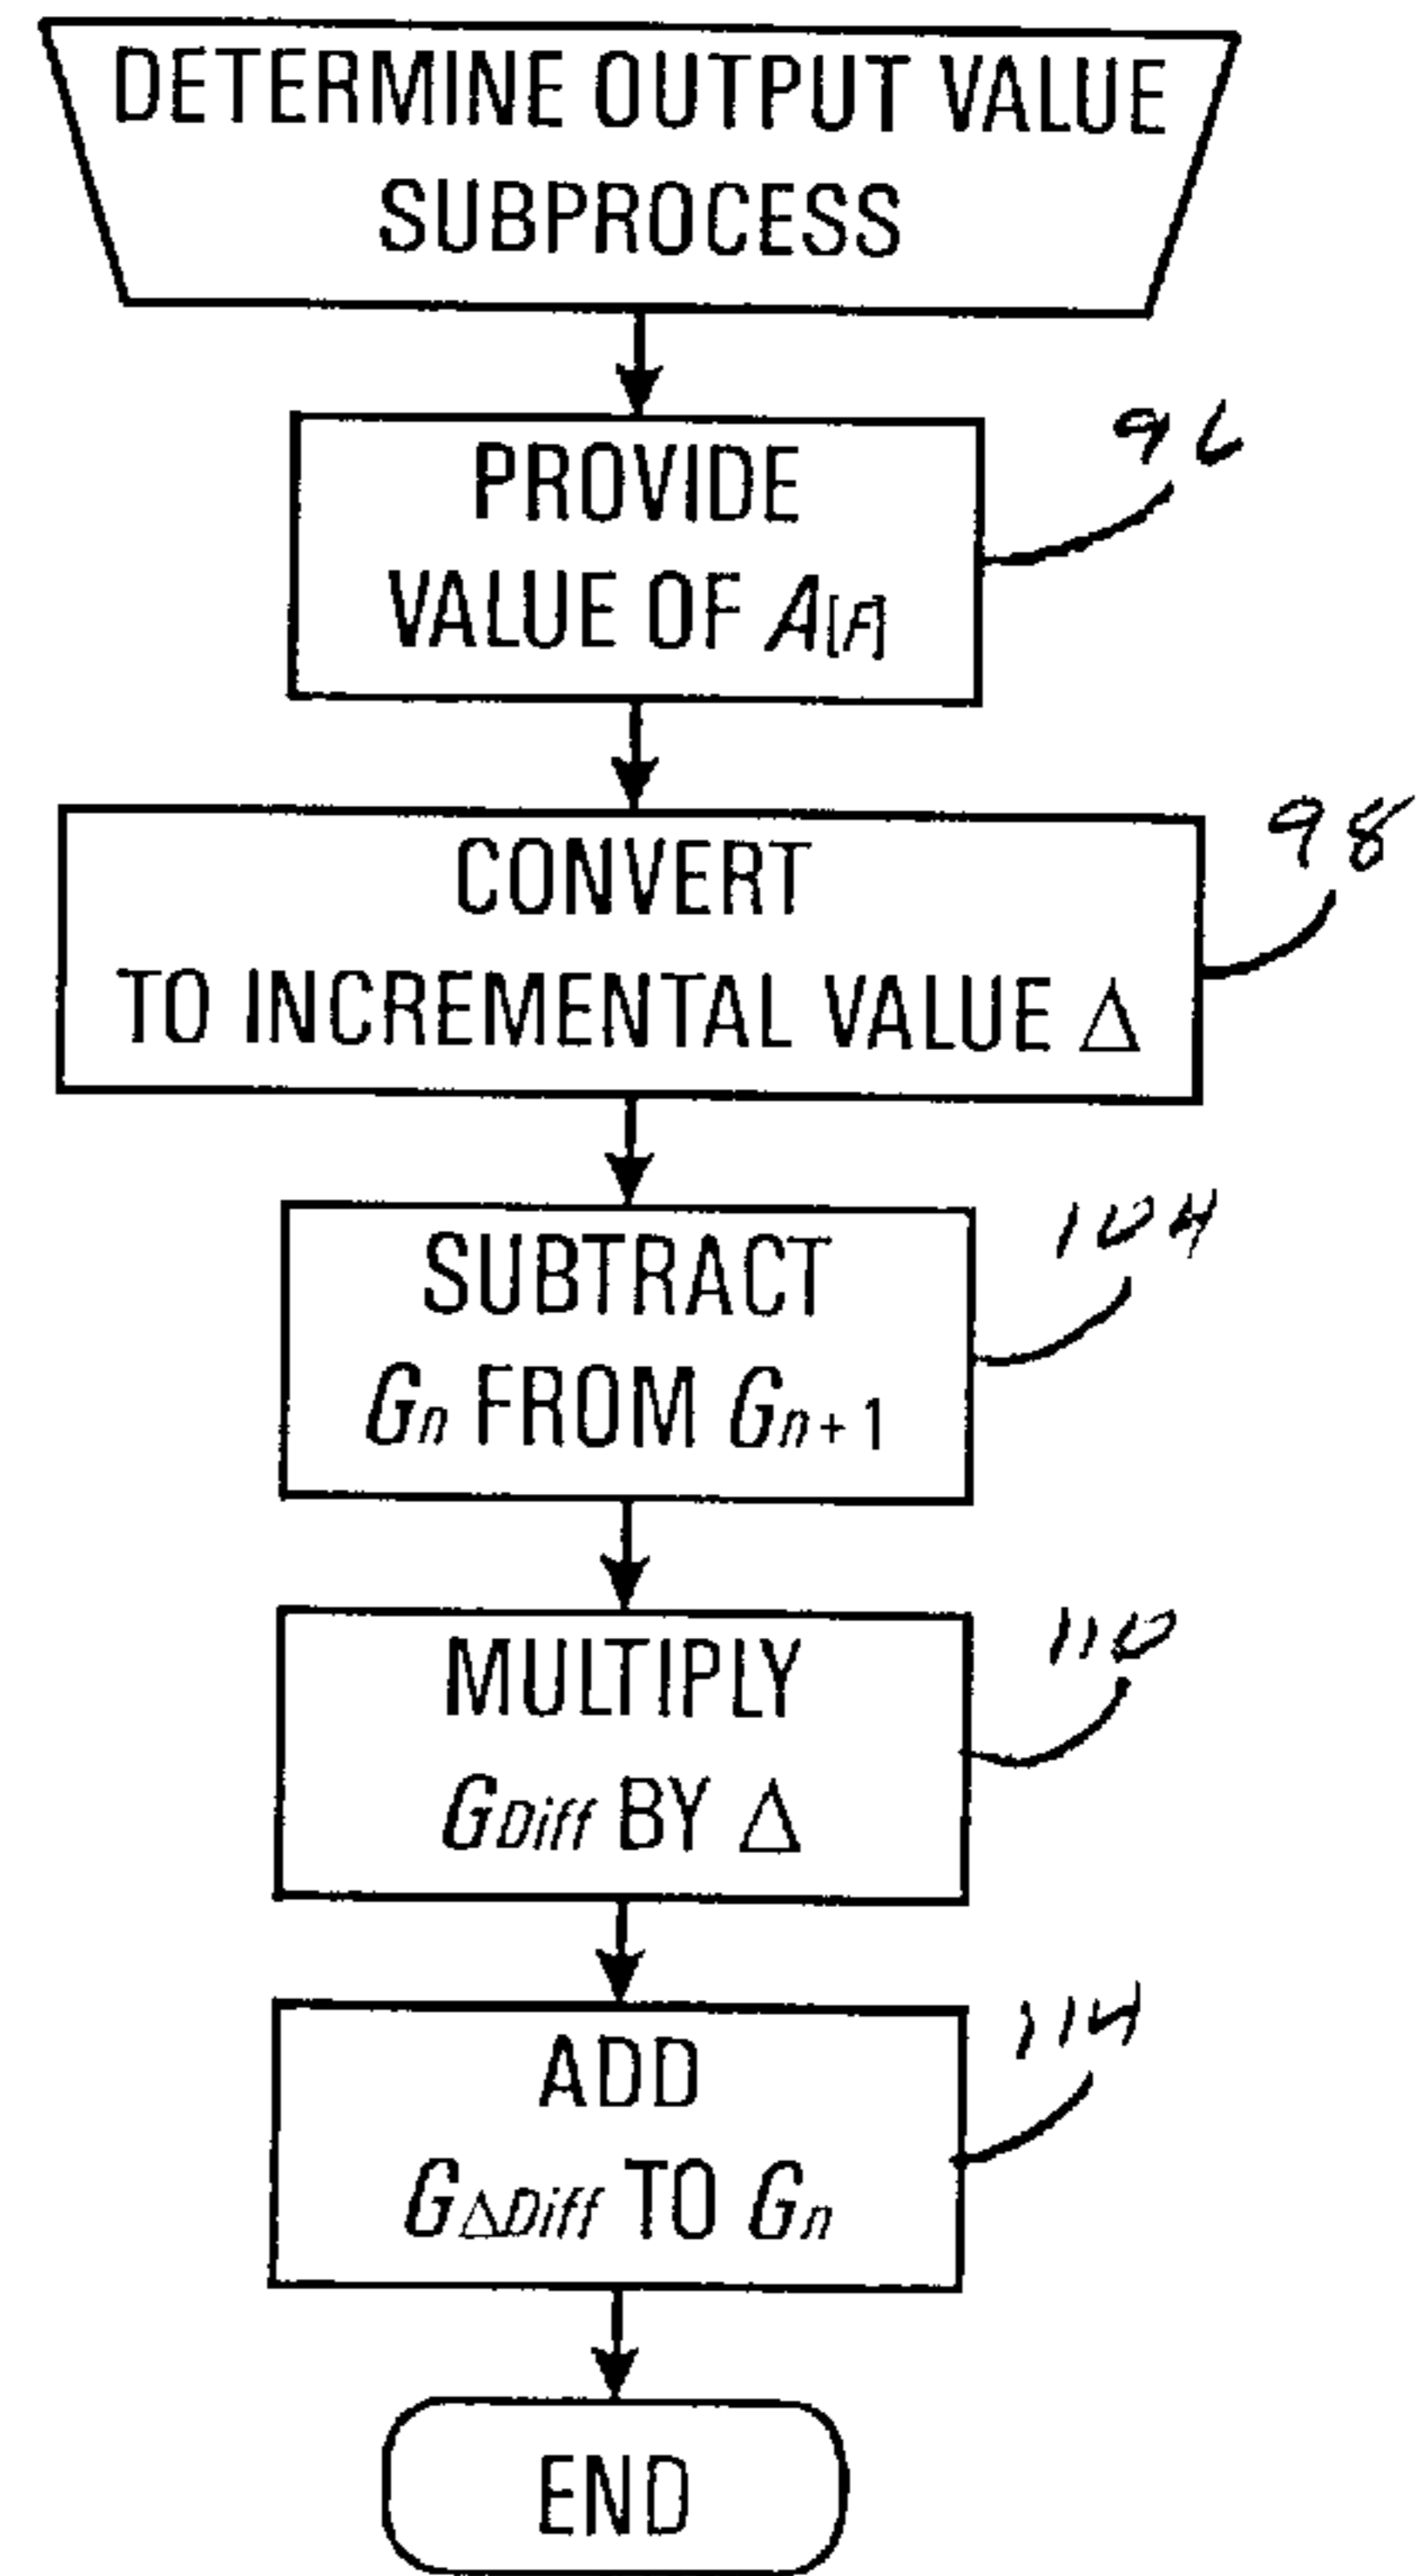 DETERMINE OUTPUT VALUE
SUBPROCESS
PROVIDE
VALUE OF A[F]
96
CONVERT
TO INCREMENTAL VALUE Δ
98
SUBTRACT
Gn FROM Gn+1
104
MULTIPLY
GDiff BY Δ
110
ADD
GΔDiff TO Gn
114
END